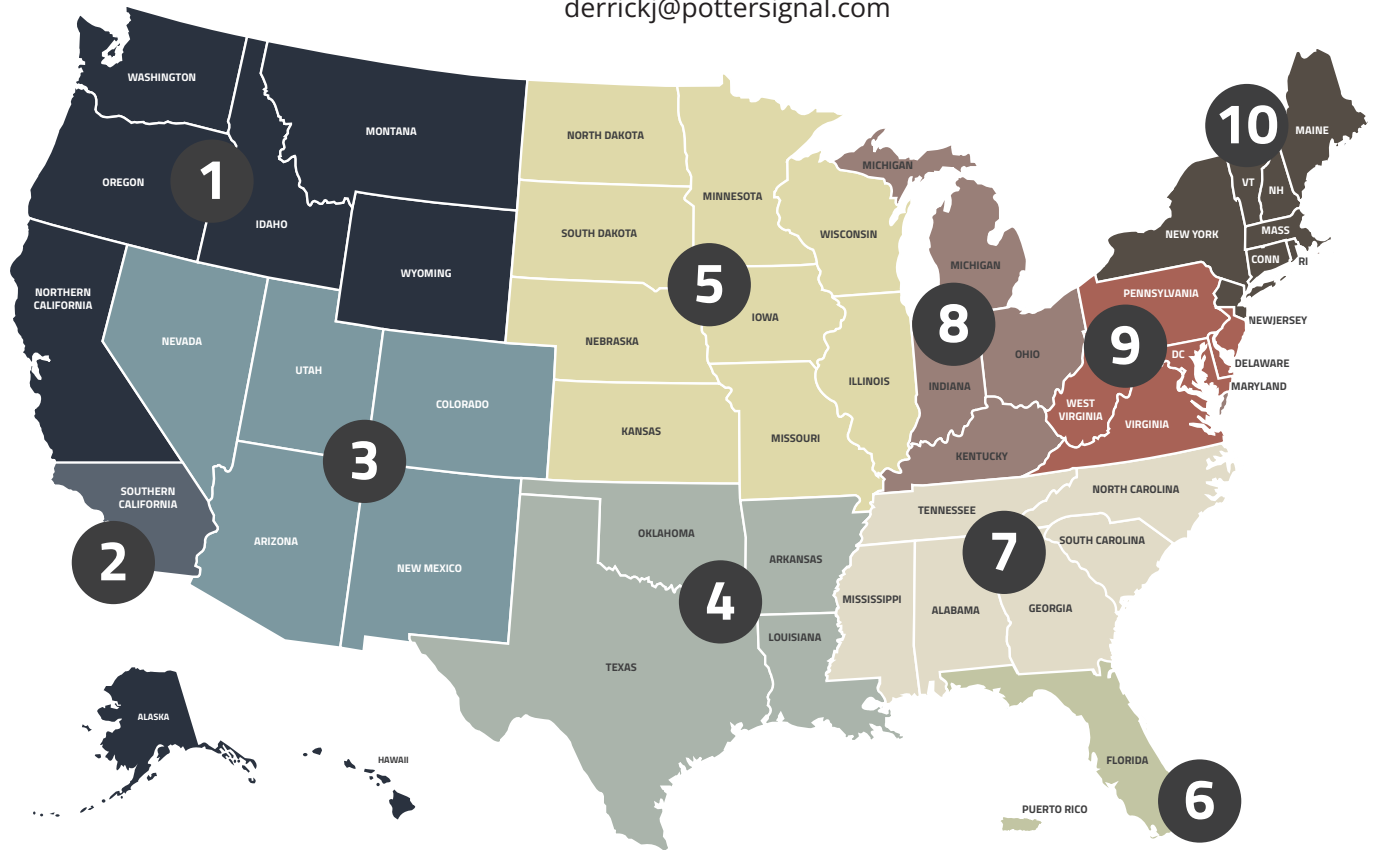 derrickj@pottersignal.com
WASHINGTON
MONTANA
NORTH DAKOTA
MICHIGAN
10
MAINE
OREGON
1
IDAHO
MINNESOTA
VT
NH
SOUTH DAKOTA
WISCONSIN
NEW YORK
MASS
CONN
RI
WYOMING
MICHIGAN
NORTHERN
CALIFORNIA
5
PENNSYLVANIA
NEVADA
NEBRASKA
IOWA
8
9
NEWJERSEY
UTAH
ILLINOIS
OHIO
DC
DELAWARE
COLORADO
INDIANA
MARYLAND
WEST
VIRGINIA
VIRGINIA
KANSAS
MISSOURI
KENTUCKY
3
SOUTHERN
CALIFORNIA
NORTH CAROLINA
TENNESSEE
2
ARIZONA
OKLAHOMA
ARKANSAS
7
SOUTH CAROLINA
NEW MEXICO
4
MISSISSIPPI
ALABAMA
GEORGIA
LOUISIANA
TEXAS
ALASKA
HAWAII
FLORIDA
6
PUERTO RICO